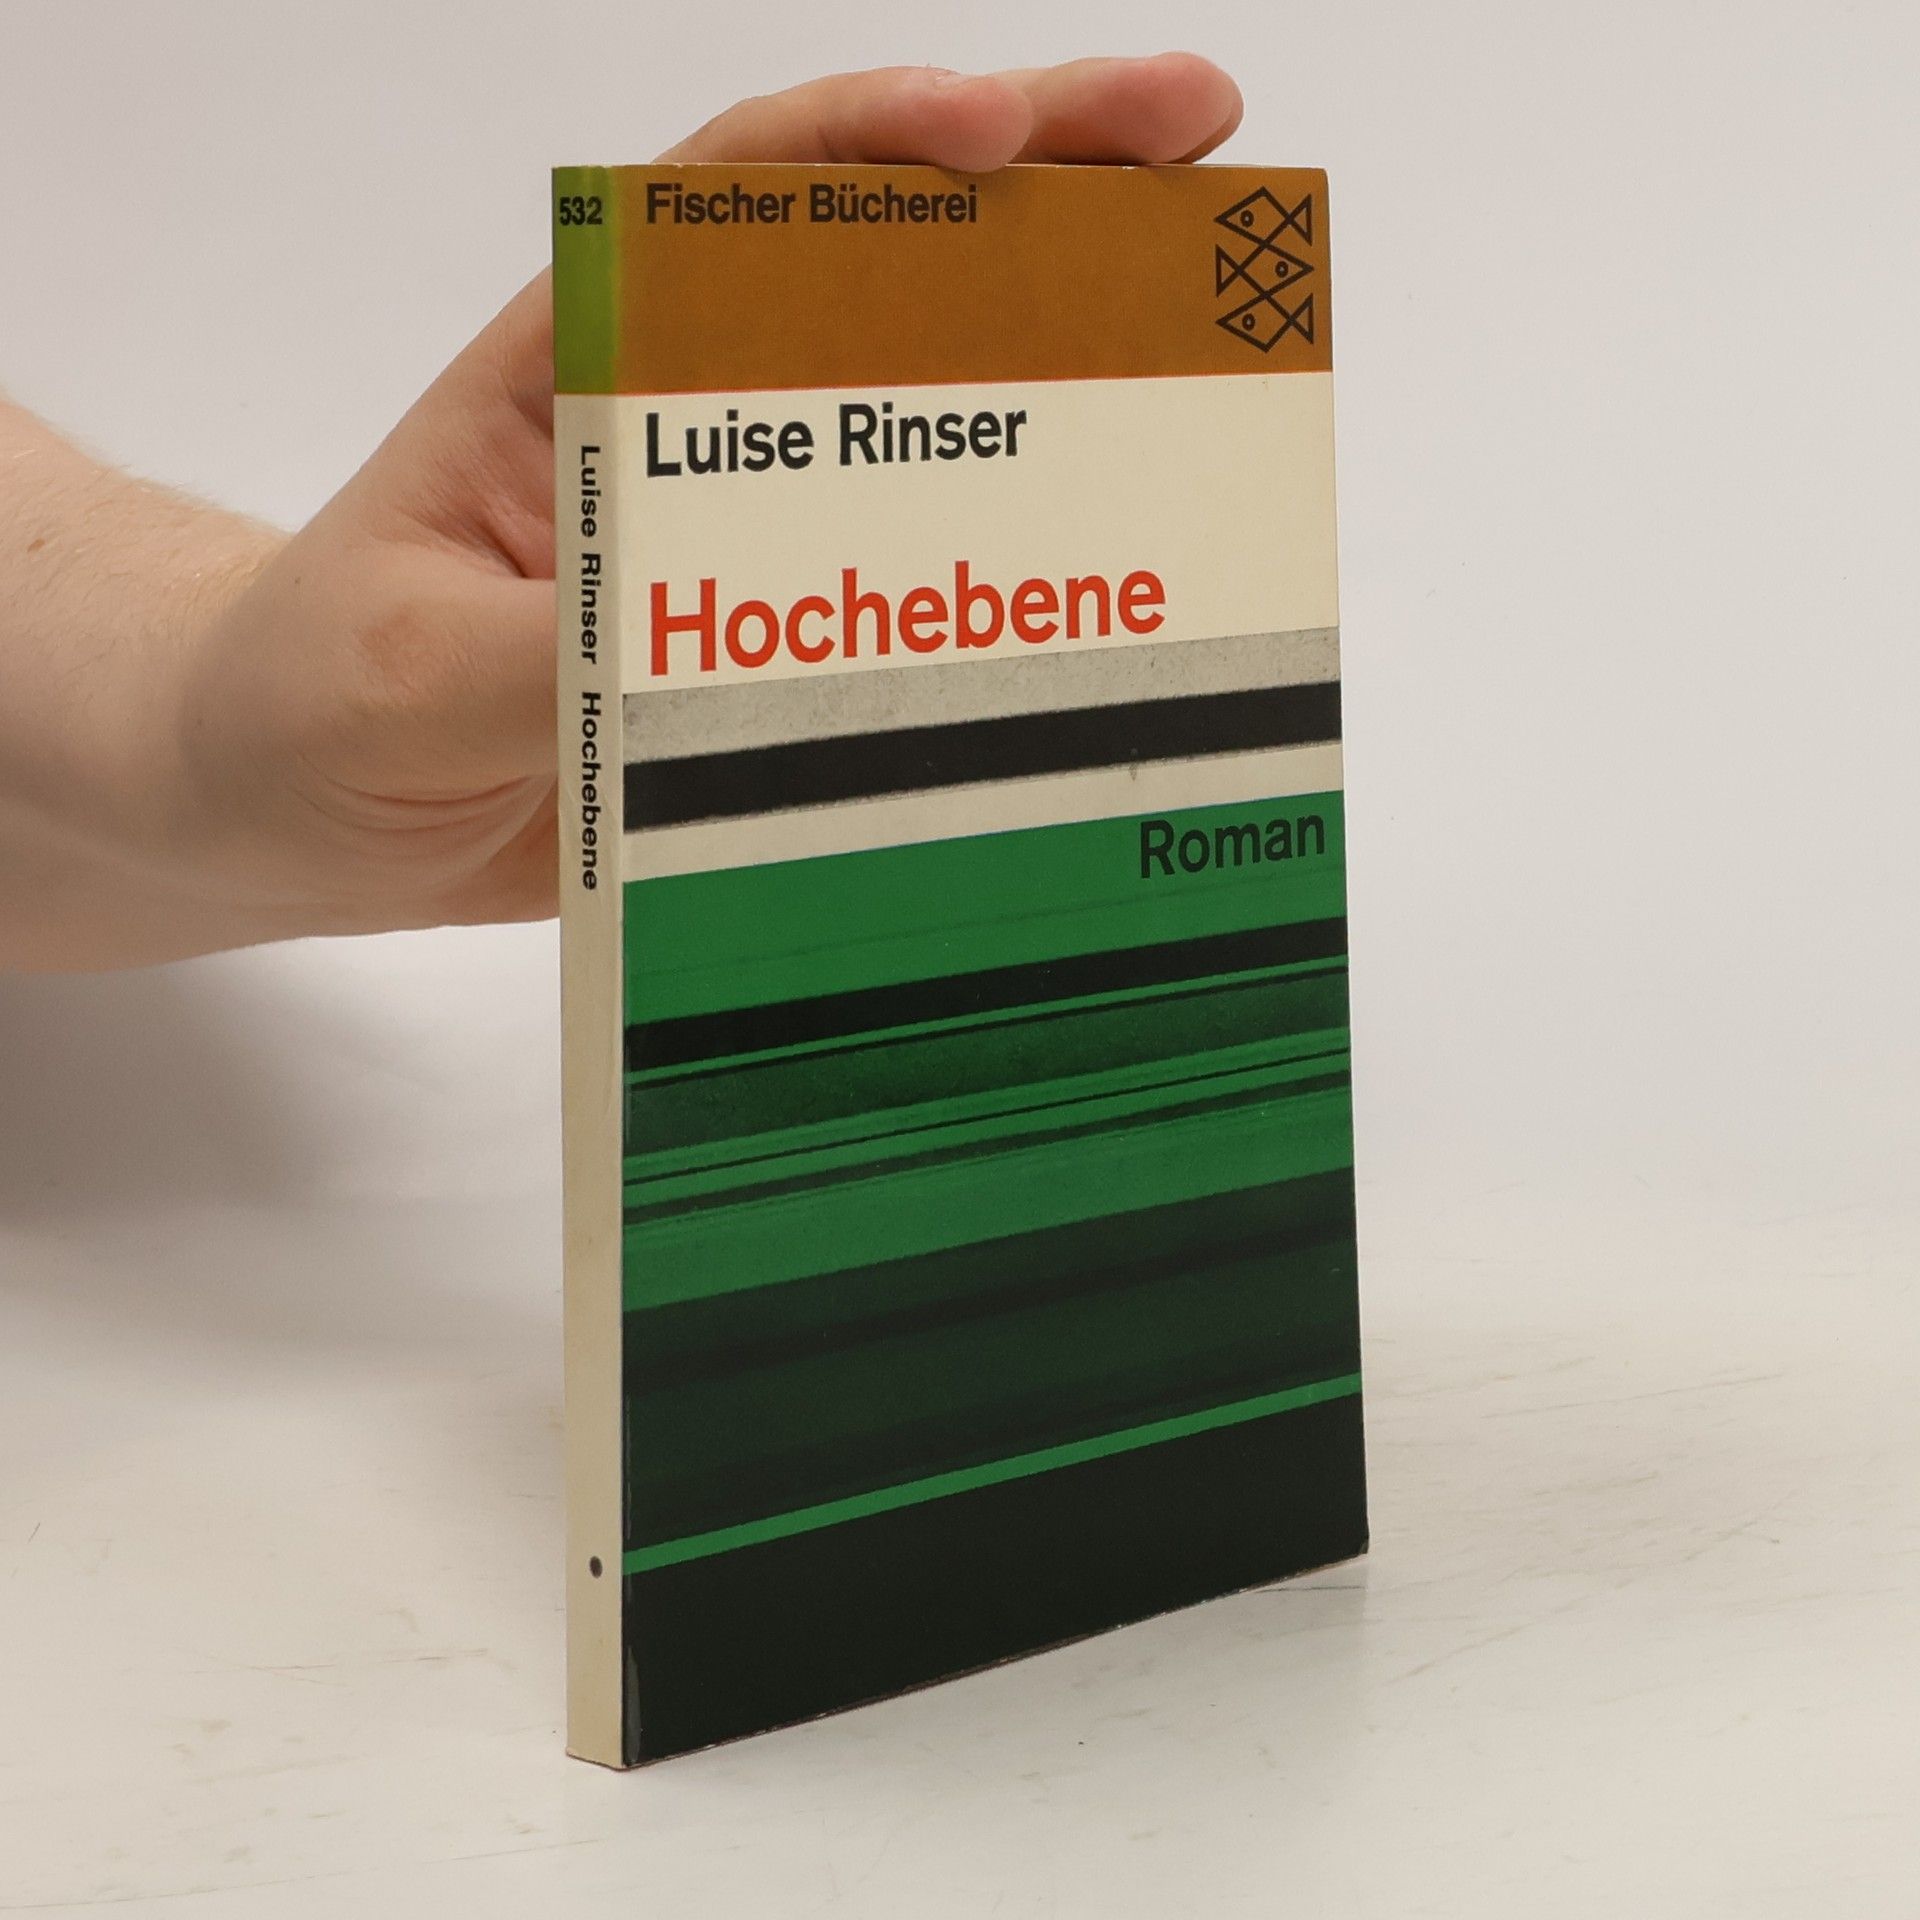 532
Fischer Bücherei
Luise Rinser
Hochebene
Roman
Luise Rinser Hochebene